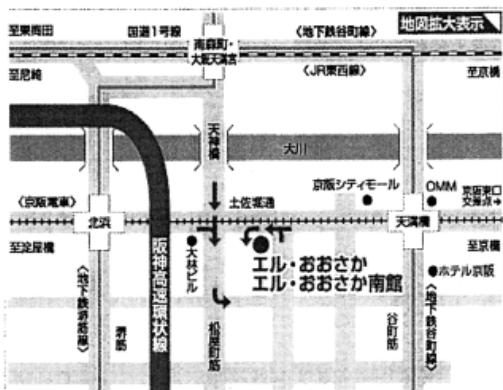 地図拡大表示
至東梅田
国道1号線
〈地下鉄谷町線〉
南森町・
大阪天満宮
至尼崎
〈JR東西線〉
至京橋
天神橋
大川
京阪シティモール
OMM
京阪東口
交差点→
〈京阪電車〉
北浜
土佐堀通
天満橋
至淀屋橋
至京橋
大林ビル
エル・おおさか
エル・おおさか南館
ホテル京阪
阪神高速環状線
〈地下鉄堺筋線〉
堺筋
松屋町筋
谷町筋
〈地下鉄谷町線〉